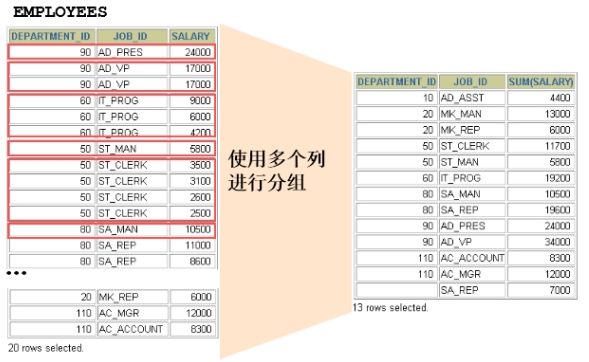 EMPLOYEES
DEPARTMENT_ID JOB_ID SALARY
90 AD_PRES 24000
90 AD_VP 17000
90 AD_VP 17000
60 IT_PROG 9000
60 IT_PROG 6000
60 IT_PROG 4200
50 ST_MAN 5800
50 ST_CLERK 3500
50 ST_CLERK 3100
50 ST_CLERK 2600
50 ST_CLERK 2500
80 SA_MAN 10500
80 SA_REP 11000
80 SA_REP 8600
...
20 MK_REP 6000
110 AC_MGR 12000
110 AC_ACCOUNT 8300
20 rows selected.
使用多个列
进行分组
DEPARTMENT_ID JOB_ID SUM(SALARY)
10 AD_ASST 4400
20 MK_MAN 13000
20 MK_REP 6000
50 ST_CLERK 11700
50 ST_MAN 5800
60 IT_PROG 19200
80 SA_MAN 10500
80 SA_REP 19600
90 AD_PRES 24000
90 AD_VP 34000
110 AC_ACCOUNT 8300
110 AC_MGR 12000
SA_REP 7000
13 rows selected.